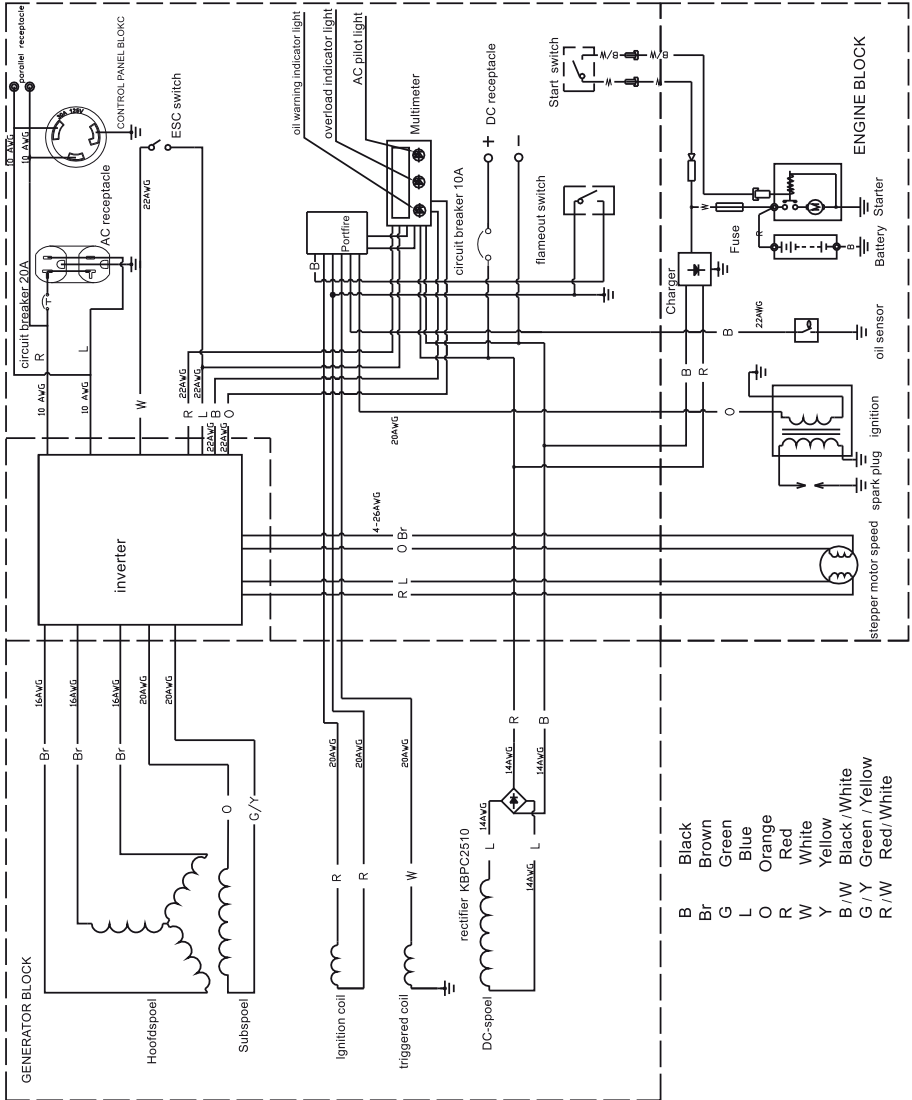 parallel receptacle
CONTROL PANEL BLOKC
10 AWG
10 AWG
30A 125V
ESC switch
22AWG
AC receptacle
circuit breaker 20A
R
L
10 AWG
10 AWG
W
22AWG
22AWG
R
L
B
O
22AWG
22AWG
oil warning indicator light
overload indicator light
AC pilot light
Multimeter
Portfire
B
circuit breaker 10A
+
DC receptacle
−
flameout switch
20AWG
Start switch
W/B
W/B
W
W
ENGINE BLOCK
W
R
Fuse
M
Starter
B
Battery
Charger
B
R
22AWG
B
oil sensor
O
ignition
spark plug
4-26AWG
O Br
R L
stepper motor speed
inverter
GENERATOR BLOCK
16AWG
16AWG
16AWG
20AWG
20AWG
Br
Br
Br
O
G/Y
Hoofdspoel
Subspoel
20AWG
20AWG
20AWG
R
R
W
Ignition coil
triggered coil
R
B
14AWG
14AWG
14AWG
14AWG
L
L
rectifier KBPC2510
DC-spoel
B Black
Br Brown
G Green
L Blue
O Orange
R Red
W White
Y Yellow
B/W Black/White
G/Y Green/Yellow
R/W Red/White